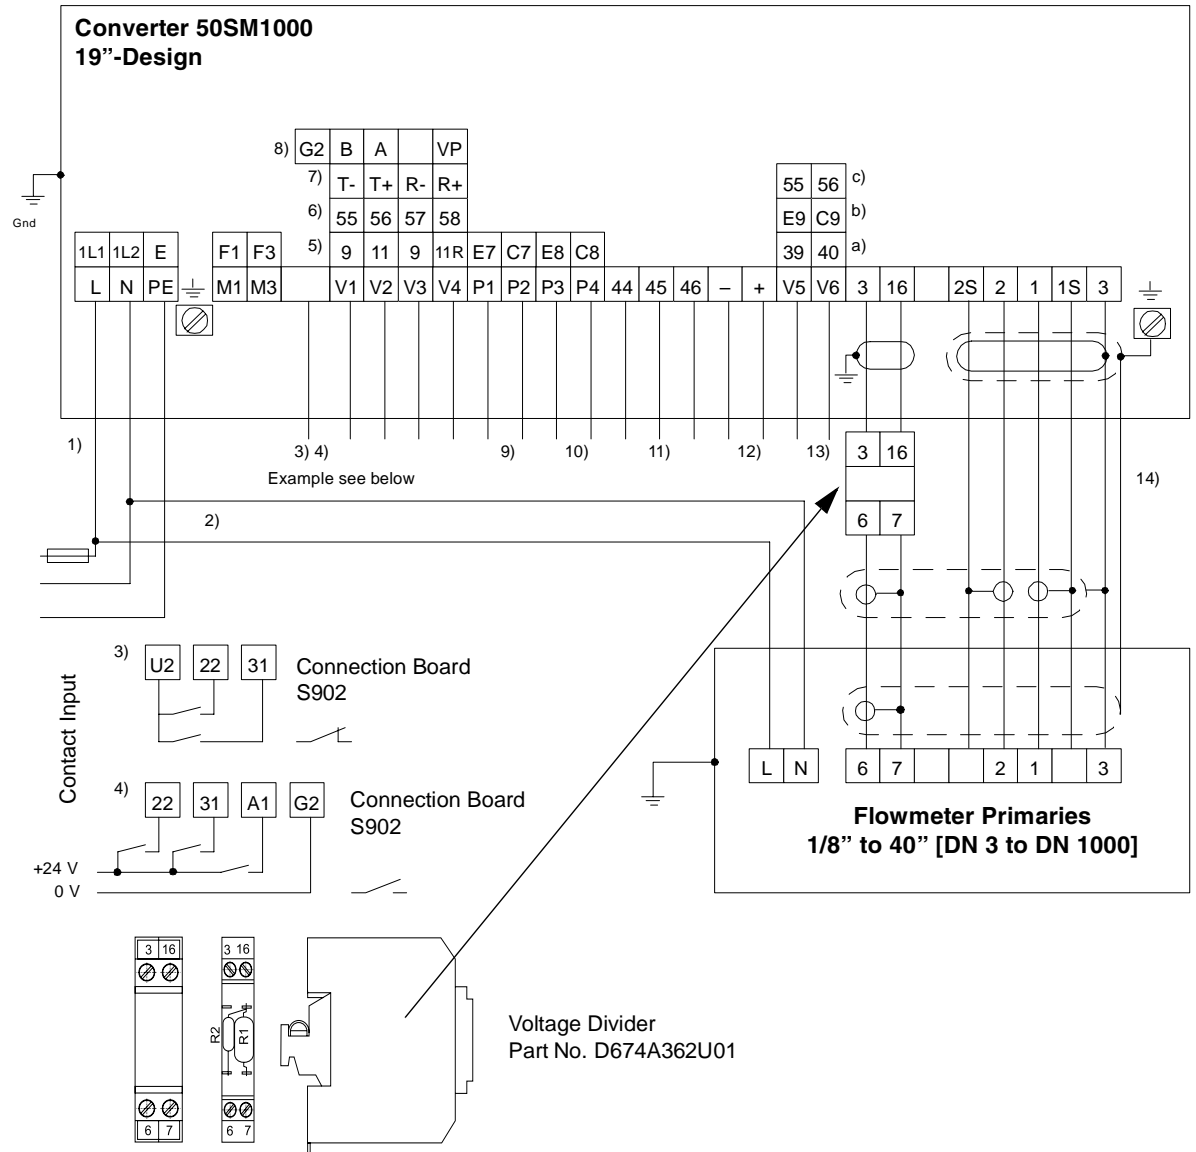 Converter 50SM1000
19”-Design
8) G2 B A VP
7) T- T+ R- R+ 55 56 c)
6) 55 56 57 58 E9 C9 b)
Gnd
1L1 1L2 E F1 F3 5) 9 11 9 11R E7 C7 E8 C8 39 40 a)
L N PE M1 M3 V1 V2 V3 V4 P1 P2 P3 P4 44 45 46 – + V5 V6 3 16 2S 2 1 1S 3
1) 3) 4) 9) 10) 11) 12) 13) 3 16 14)
Example see below
2) 6 7
3) U2 22 31 Connection Board
S902
Contact Input
L N 6 7 2 1 3
4) 22 31 A1 G2 Connection Board
S902
Flowmeter Primaries
1/8” to 40” [DN 3 to DN 1000]
+24 V
0 V
3 16 3 16
R2 R1
Voltage Divider
Part No. D674A362U01
6 7 6 7